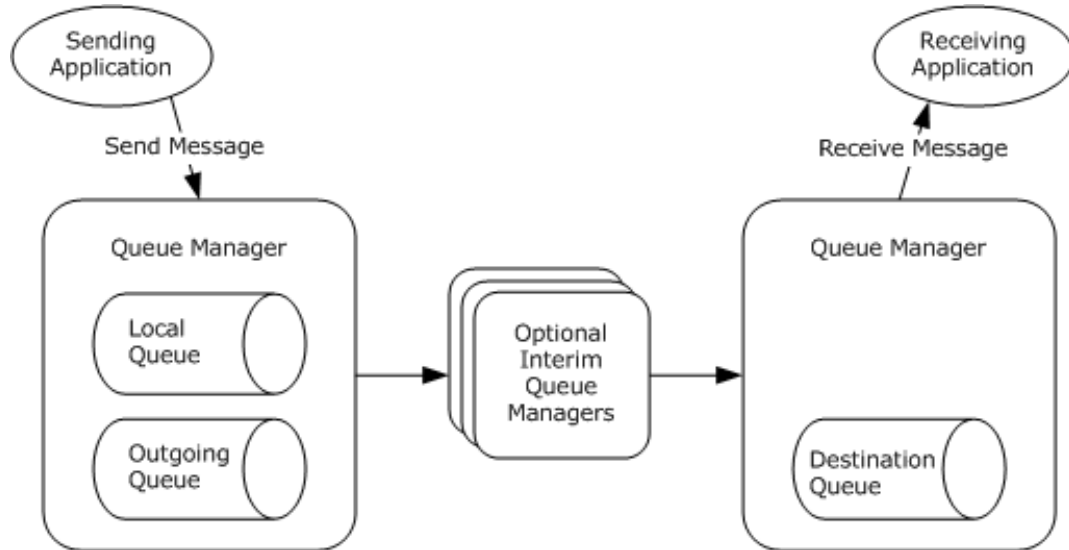 Sending
Application
Receiving
Application
Send Message
Receive Message
Queue Manager
Queue Manager
Local
Queue
Optional
Interim
Queue
Managers
Outgoing
Queue
Destination
Queue